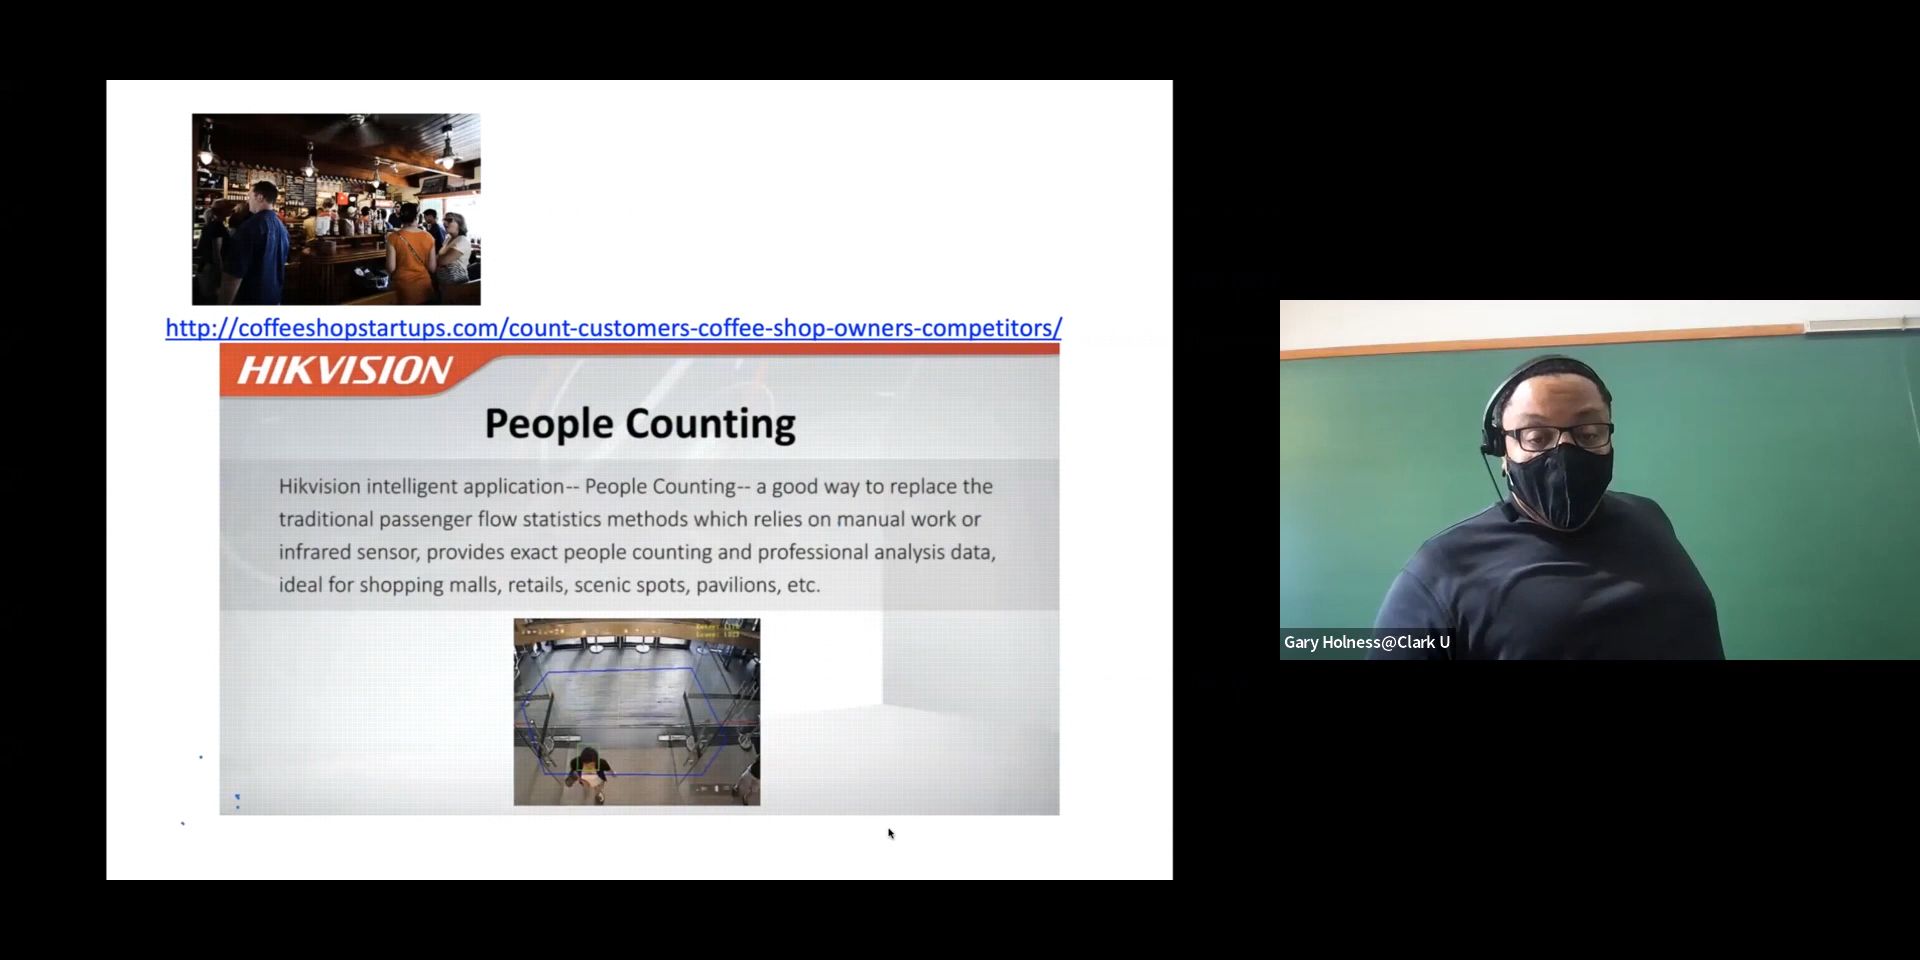 http://coffeeshopstartups.com/count-customers-coffee-shop-owners-competitors/
HIKVISION
People Counting
Hikvision intelligent application-- People Counting-- a good way to replace the
traditional passenger flow statistics methods which relies on manual work or
infrared sensor, provides exact people counting and professional analysis data,
ideal for shopping malls, retails, scenic spots, pavilions, etc.
Gary Holness@Clark U